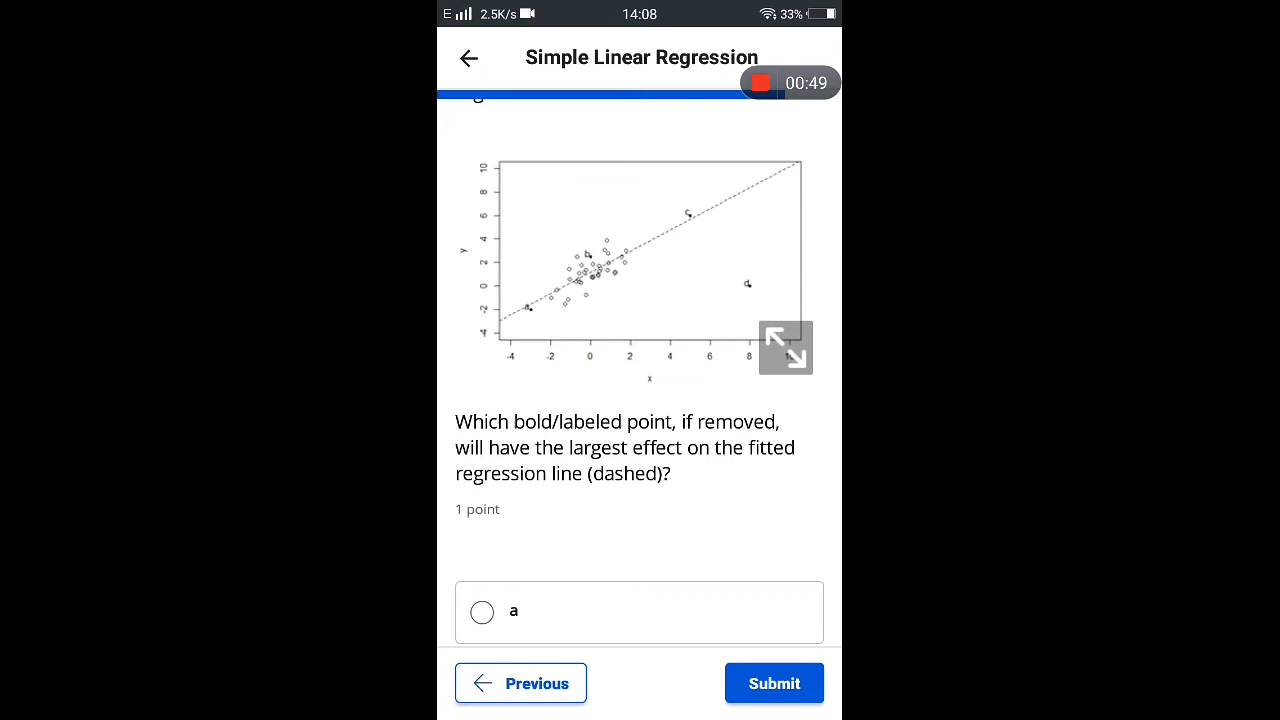 E 2.5K/s 14:08 33%
Simple Linear Regression
00:49
10
8
6
4
2
0
-2
-4
y
a
b
c
d
-4 -2 0 2 4 6 8
x
Which bold/labeled point, if removed,
will have the largest effect on the fitted
regression line (dashed)?
1 point
a
Previous Submit